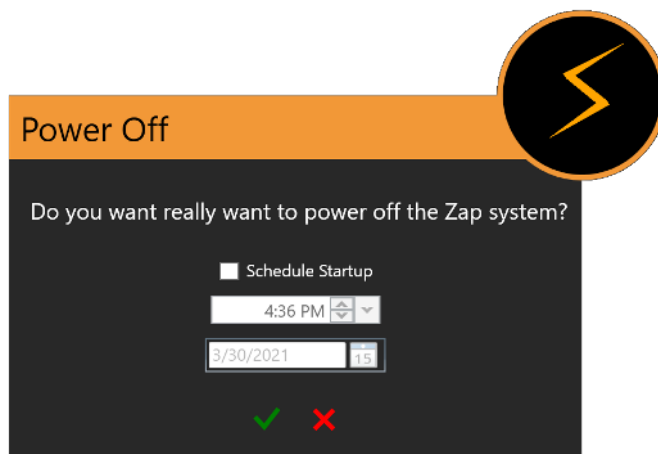 Power Off
Do you want really want to power off the Zap system?
Schedule Startup
4:36 PM
3/30/2021
15